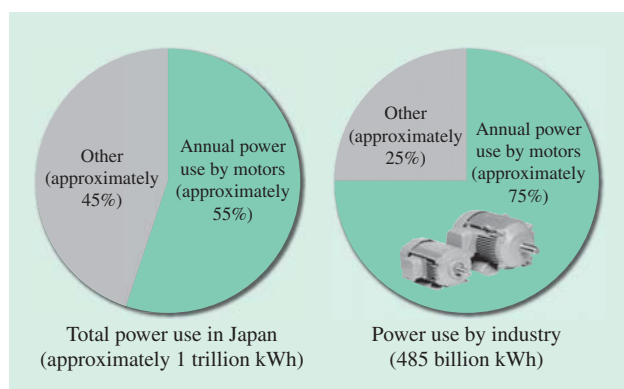 Other
(approximately
45%)
Annual power
use by motors
(approximately
55%)
Total power use in Japan
(approximately 1 trillion kWh)
Other
(approximately
25%)
Annual power
use by motors
(approximately
75%)
Power use by industry
(485 billion kWh)